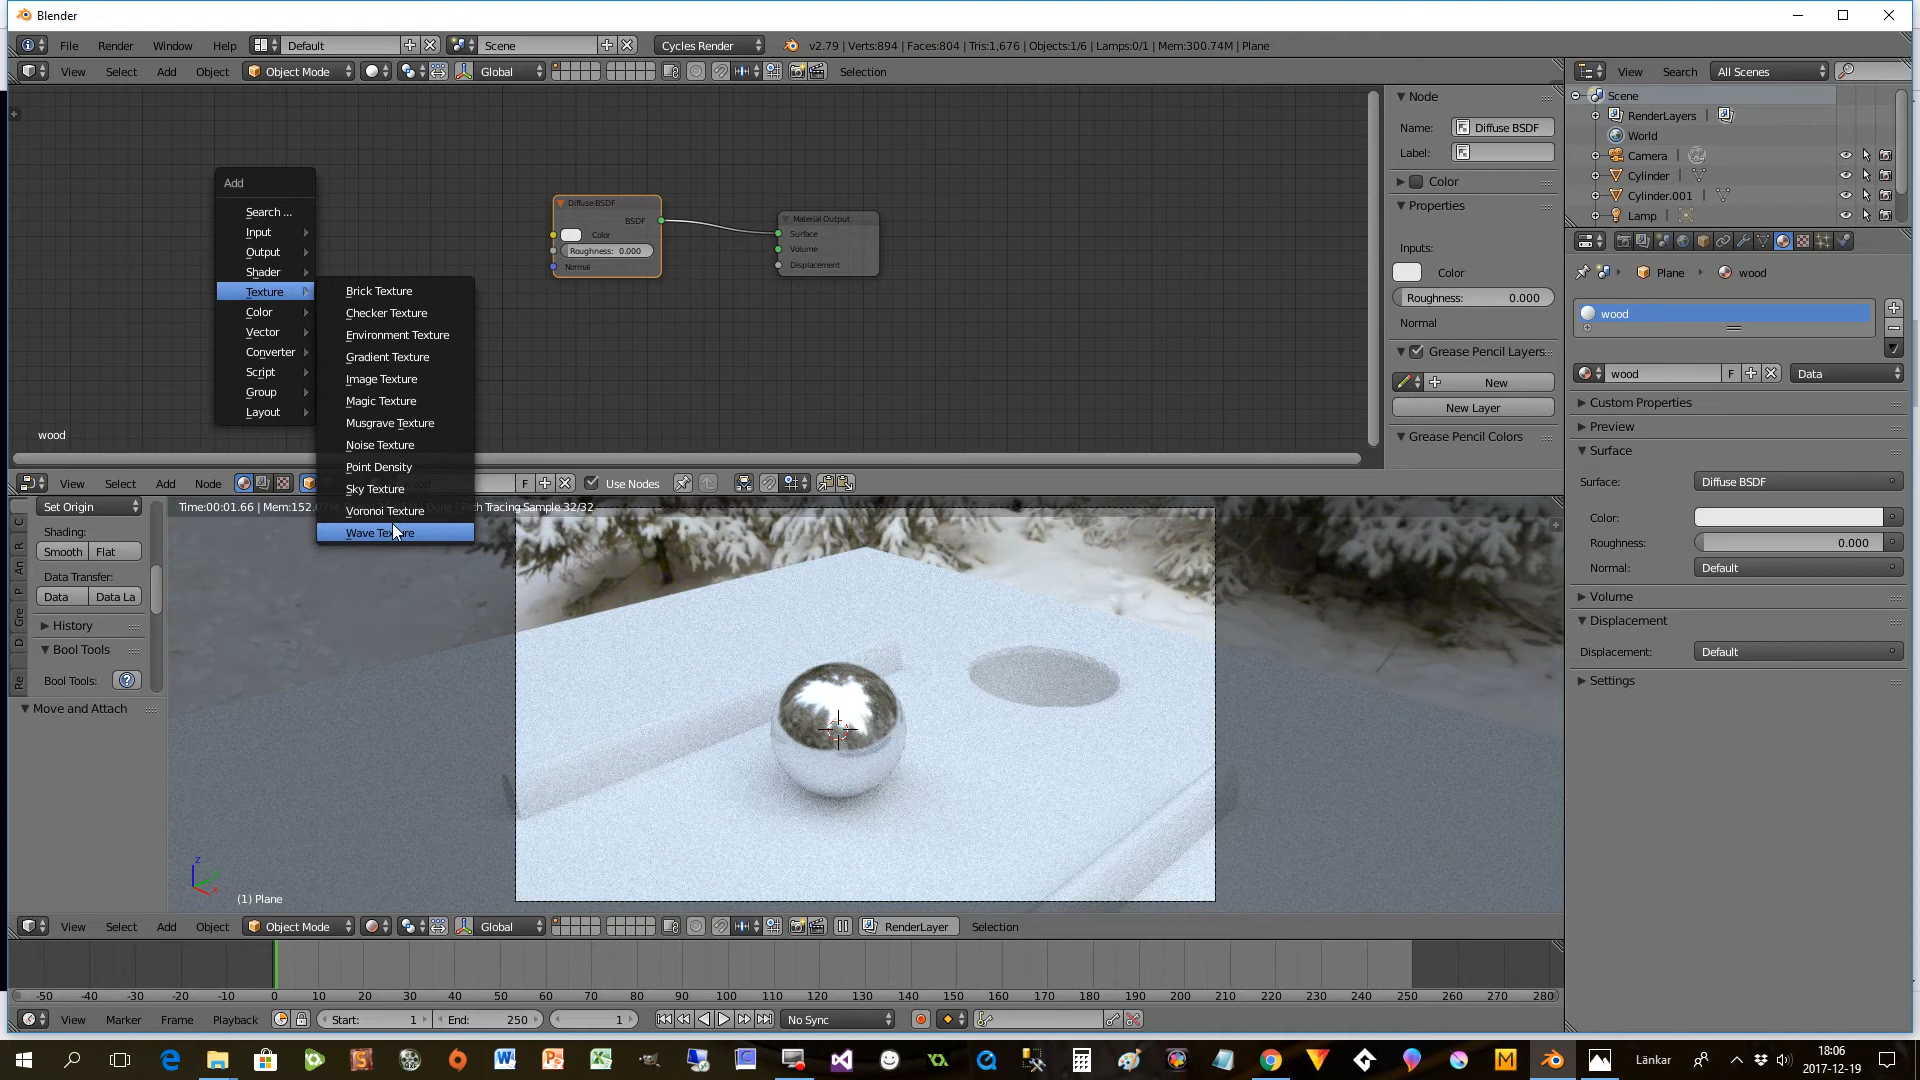 Blender
File Render Window Help Default Scene Cycles Render v2.79 | Verts:894 | Faces:804 | Tris:1,676 | Objects:1/6 | Lamps:0/1 | Mem:300.74M | Plane
View Select Add Object Object Mode Global Selection
View Search All Scenes
Scene
RenderLayers
World
Camera
Cylinder
Cylinder.001
Lamp
Plane wood
wood
wood F Data
Custom Properties
Preview
Surface
Surface: Diffuse BSDF
Color:
Roughness: 0.000
Normal: Default
Volume
Displacement
Displacement: Default
Settings
Node
Name: Diffuse BSDF
Label:
Color
Properties
Inputs:
Color
Roughness: 0.000
Normal
Grease Pencil Layers
New
New Layer
Grease Pencil Colors
Add
Search ...
Input
Output
Shader
Texture
Color
Vector
Converter
Script
Group
Layout
Brick Texture
Checker Texture
Environment Texture
Gradient Texture
Image Texture
Magic Texture
Musgrave Texture
Noise Texture
Point Density
Sky Texture
Voronoi Texture
Wave Texture
Diffuse BSDF
BSDF
Color
Roughness: 0.000
Normal
Material Output
Surface
Volume
Displacement
wood
View Select Add Node F Use Nodes
Time:00:01.66 | Mem:152. Path Tracing Sample 32/32
Set Origin
Shading:
Smooth Flat
Data Transfer:
Data Data La
History
Bool Tools
Bool Tools:
Move and Attach
C
R
An
P
Gre
D
Re
z
(1) Plane
View Select Add Object Object Mode Global RenderLayer Selection
-50 -40 -30 -20 -10 0 10 20 30 40 50 60 70 80 90 100 110 120 130 140 150 160 170 180 190 200 210 220 230 240 250 260 270 280
View Marker Frame Playback Start: 1 End: 250 1 No Sync
Länkar 18:06
2017-12-19